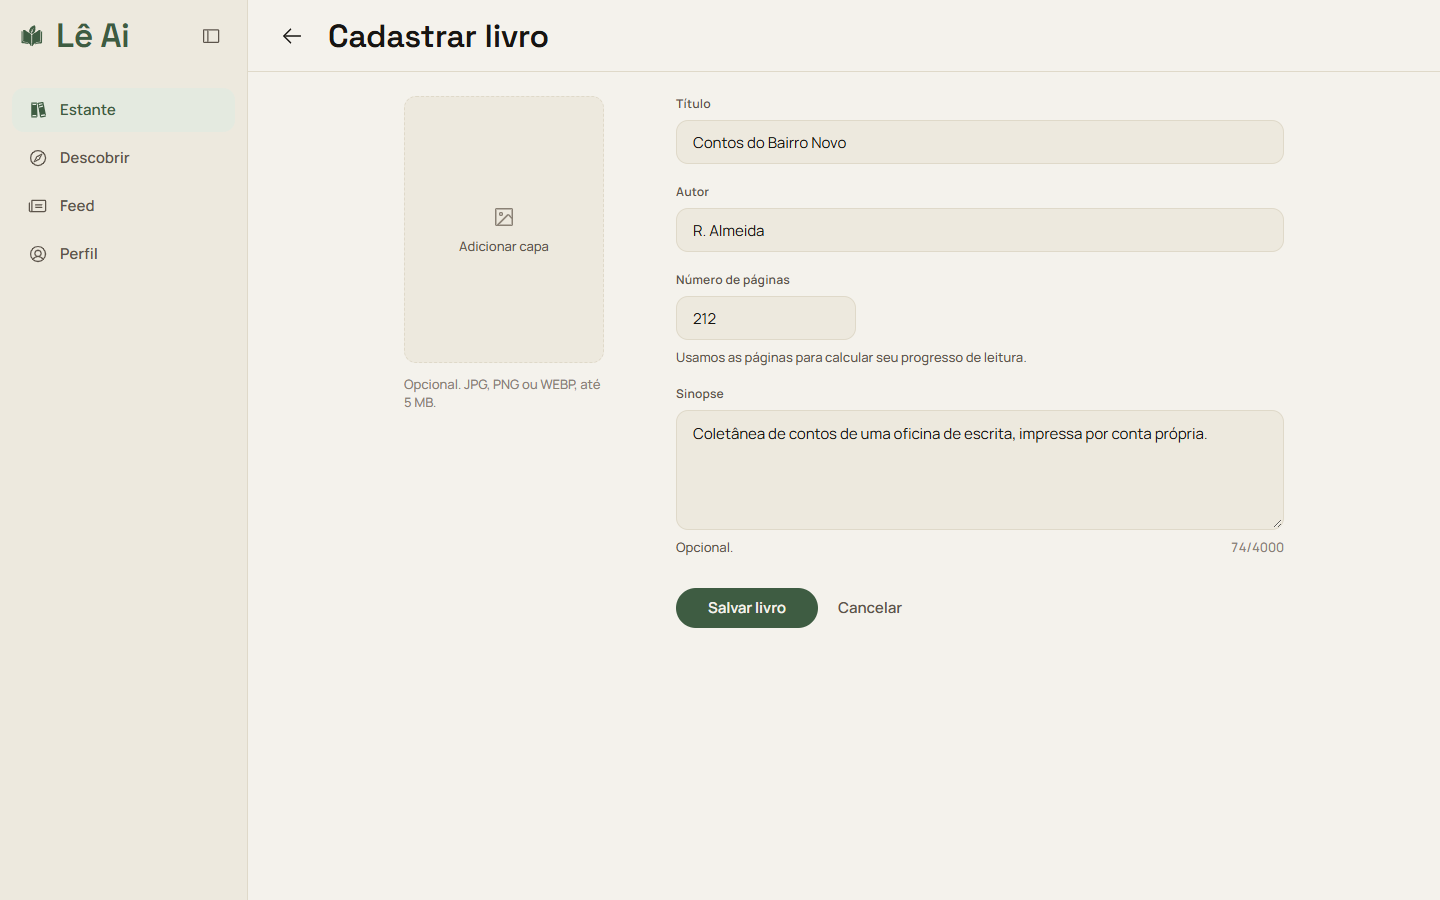 Lê Ai
Estante
Descobrir
Feed
Perfil
Cadastrar livro
Adicionar capa
Opcional. JPG, PNG ou WEBP, até
5 MB.
Título
Contos do Bairro Novo
Autor
R. Almeida
Número de páginas
212
Usamos as páginas para calcular seu progresso de leitura.
Sinopse
Coletânea de contos de uma oficina de escrita, impressa por conta própria.
Opcional.
74/4000
Salvar livro
Cancelar